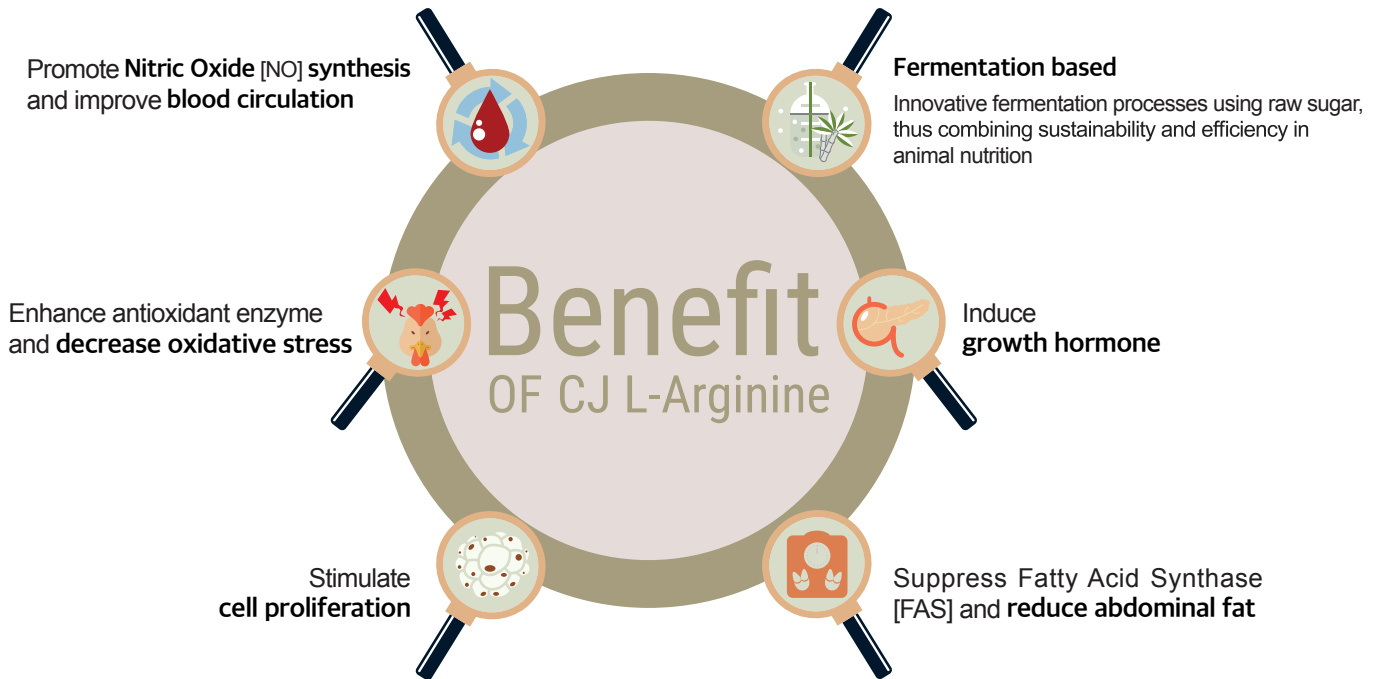 Promote Nitric Oxide [NO] synthesis
and improve blood circulation
Fermentation based
Innovative fermentation processes using raw sugar,
thus combining sustainability and efficiency in
animal nutrition
Enhance antioxidant enzyme
and decrease oxidative stress
Benefit
OF CJ L-Arginine
Induce
growth hormone
Stimulate
cell proliferation
Suppress Fatty Acid Synthase
[FAS] and reduce abdominal fat